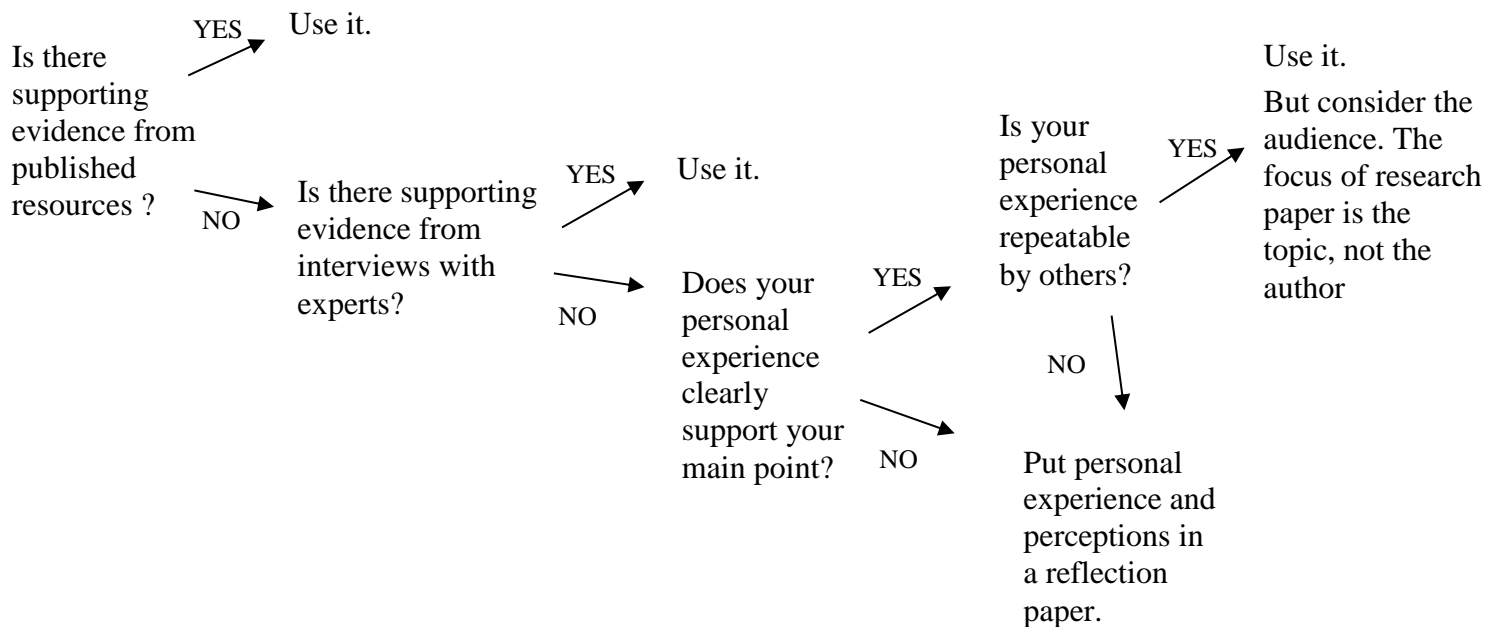 Is there
supporting
evidence from
published
resources ?
YES
Use it.
NO
Is there supporting
evidence from
interviews with
experts?
YES
Use it.
NO
Does your
personal
experience
clearly
support your
main point?
YES
NO
Is your
personal
experience
repeatable
by others?
YES
Use it.
But consider the
audience. The
focus of research
paper is the
topic, not the
author
NO
Put personal
experience and
perceptions in
a reflection
paper.